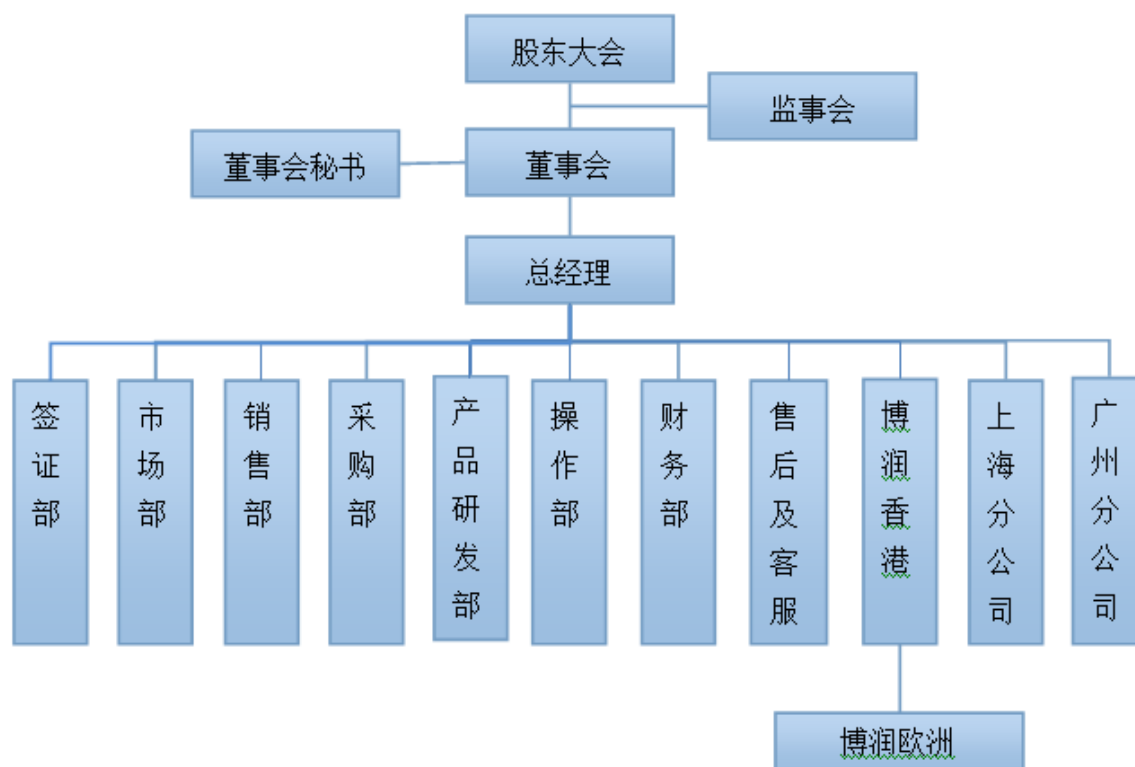 股东大会
监事会
董事会秘书
董事会
总经理
签证部
市场部
销售部
采购部
产品研发部
操作部
财务部
售后及客服
博润香港
上海分公司
广州分公司
博润欧洲